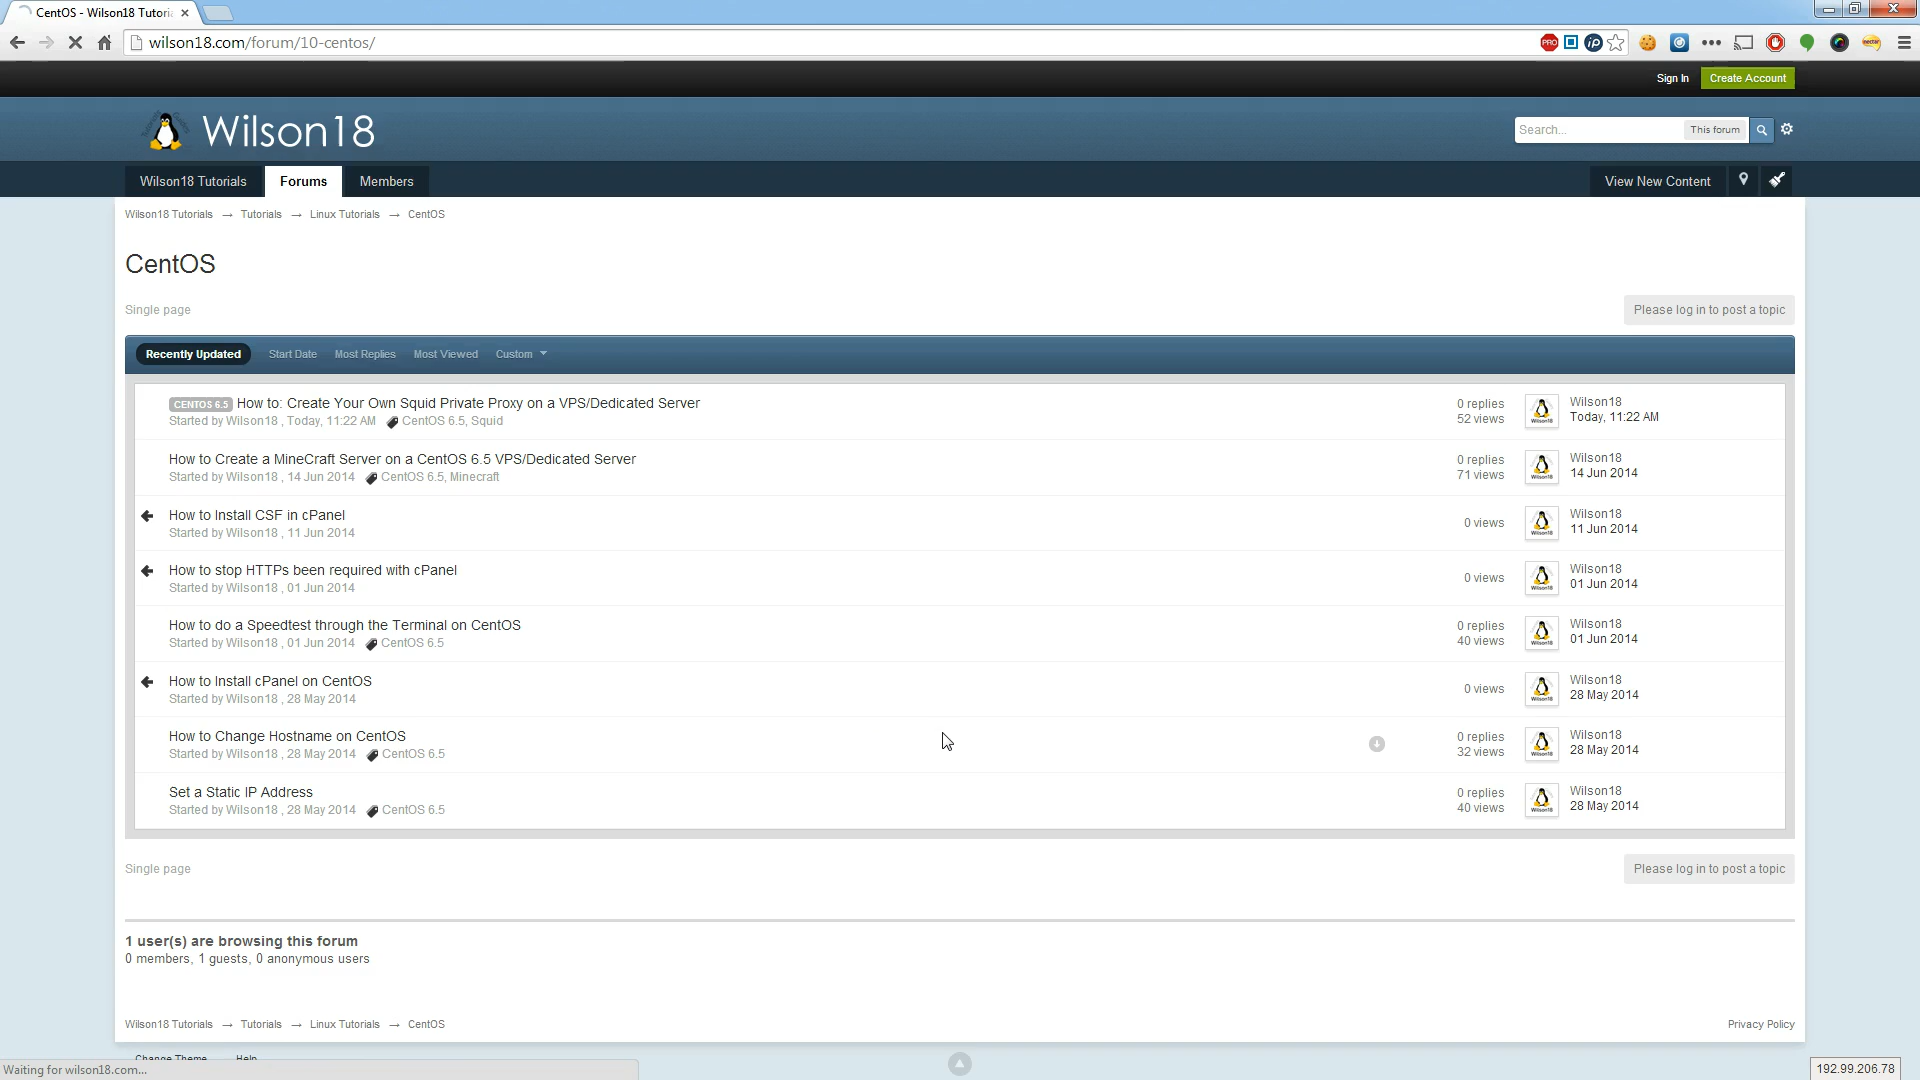 CentOS - Wilson18 Tutori
wilson18.com/forum/10-centos/
Sign In
Create Account
Wilson18
Search...
This forum
Wilson18 Tutorials
Forums
Members
View New Content
Wilson18 Tutorials → Tutorials → Linux Tutorials → CentOS
CentOS
Single page
Please log in to post a topic
Recently Updated Start Date Most Replies Most Viewed Custom
CENTOS 6.5 How to: Create Your Own Squid Private Proxy on a VPS/Dedicated Server
Started by Wilson18 , Today, 11:22 AM CentOS 6.5, Squid
0 replies
52 views
Wilson18
Today, 11:22 AM
How to Create a MineCraft Server on a CentOS 6.5 VPS/Dedicated Server
Started by Wilson18 , 14 Jun 2014 CentOS 6.5, Minecraft
0 replies
71 views
Wilson18
14 Jun 2014
How to Install CSF in cPanel
Started by Wilson18 , 11 Jun 2014
0 views
Wilson18
11 Jun 2014
How to stop HTTPs been required with cPanel
Started by Wilson18 , 01 Jun 2014
0 views
Wilson18
01 Jun 2014
How to do a Speedtest through the Terminal on CentOS
Started by Wilson18 , 01 Jun 2014 CentOS 6.5
0 replies
40 views
Wilson18
01 Jun 2014
How to Install cPanel on CentOS
Started by Wilson18 , 28 May 2014
0 views
Wilson18
28 May 2014
How to Change Hostname on CentOS
Started by Wilson18 , 28 May 2014 CentOS 6.5
0 replies
32 views
Wilson18
28 May 2014
Set a Static IP Address
Started by Wilson18 , 28 May 2014 CentOS 6.5
0 replies
40 views
Wilson18
28 May 2014
Single page
Please log in to post a topic
1 user(s) are browsing this forum
0 members, 1 guests, 0 anonymous users
Wilson18 Tutorials → Tutorials → Linux Tutorials → CentOS
Privacy Policy
Change Theme Help
Waiting for wilson18.com...
192.99.206.78